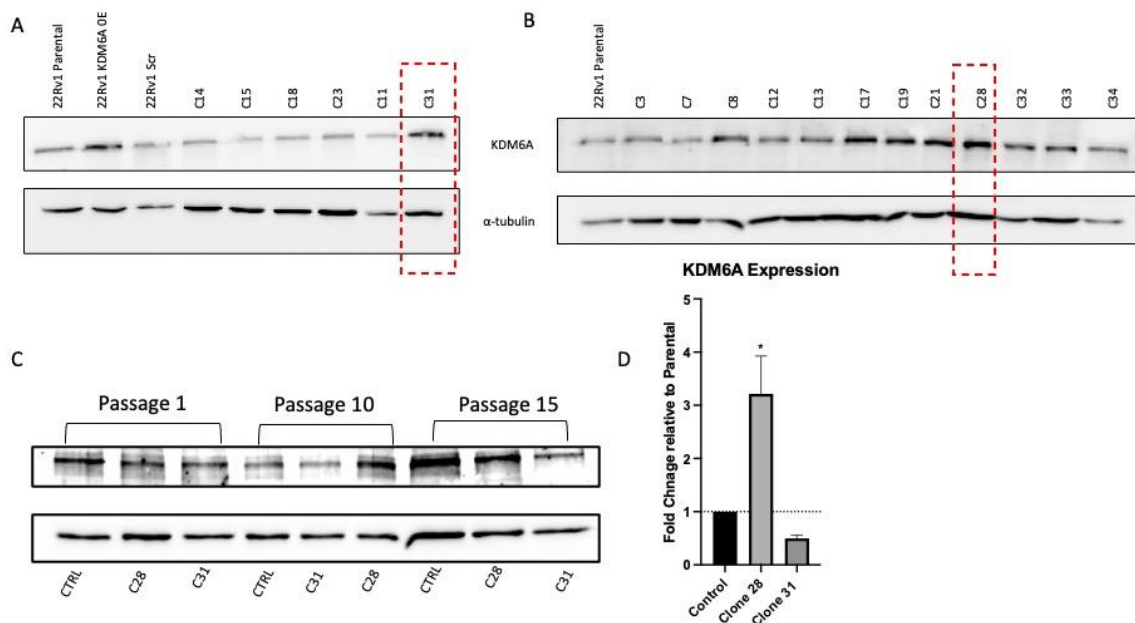 A
22Rv1 Parental
22Rv1 KDM6A OE
22Rv1 Scr
C14
C15
C18
C23
C11
C31
KDM6A
α-tubulin
B
22Rv1 Parental
C3
C7
C8
C12
C13
C17
C19
C21
C28
C32
C33
C34
C
Passage 1
Passage 10
Passage 15
CTRL
C28
C31
CTRL
C31
C28
CTRL
C28
C31
D
KDM6A Expression
Fold Chnage relative to Parental
5
4
3
2
1
0
*
Control
Clone 28
Clone 31